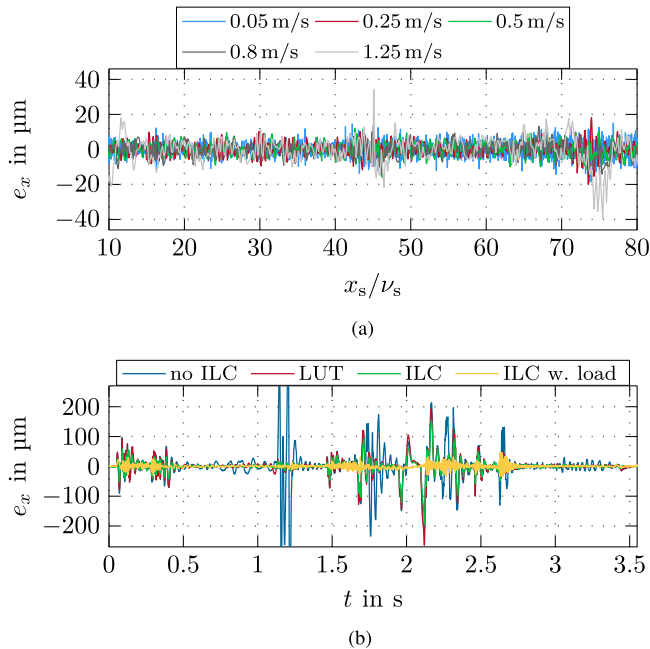 0.05 m/s 0.25 m/s 0.5 m/s
0.8 m/s 1.25 m/s
40
20
0
−20
−40
e_x in µm
10 20 30 40 50 60 70 80
x_s/ν_s
(a)
no ILC LUT ILC ILC w. load
200
100
0
−100
−200
e_x in µm
0 0.5 1 1.5 2 2.5 3 3.5
t in s
(b)